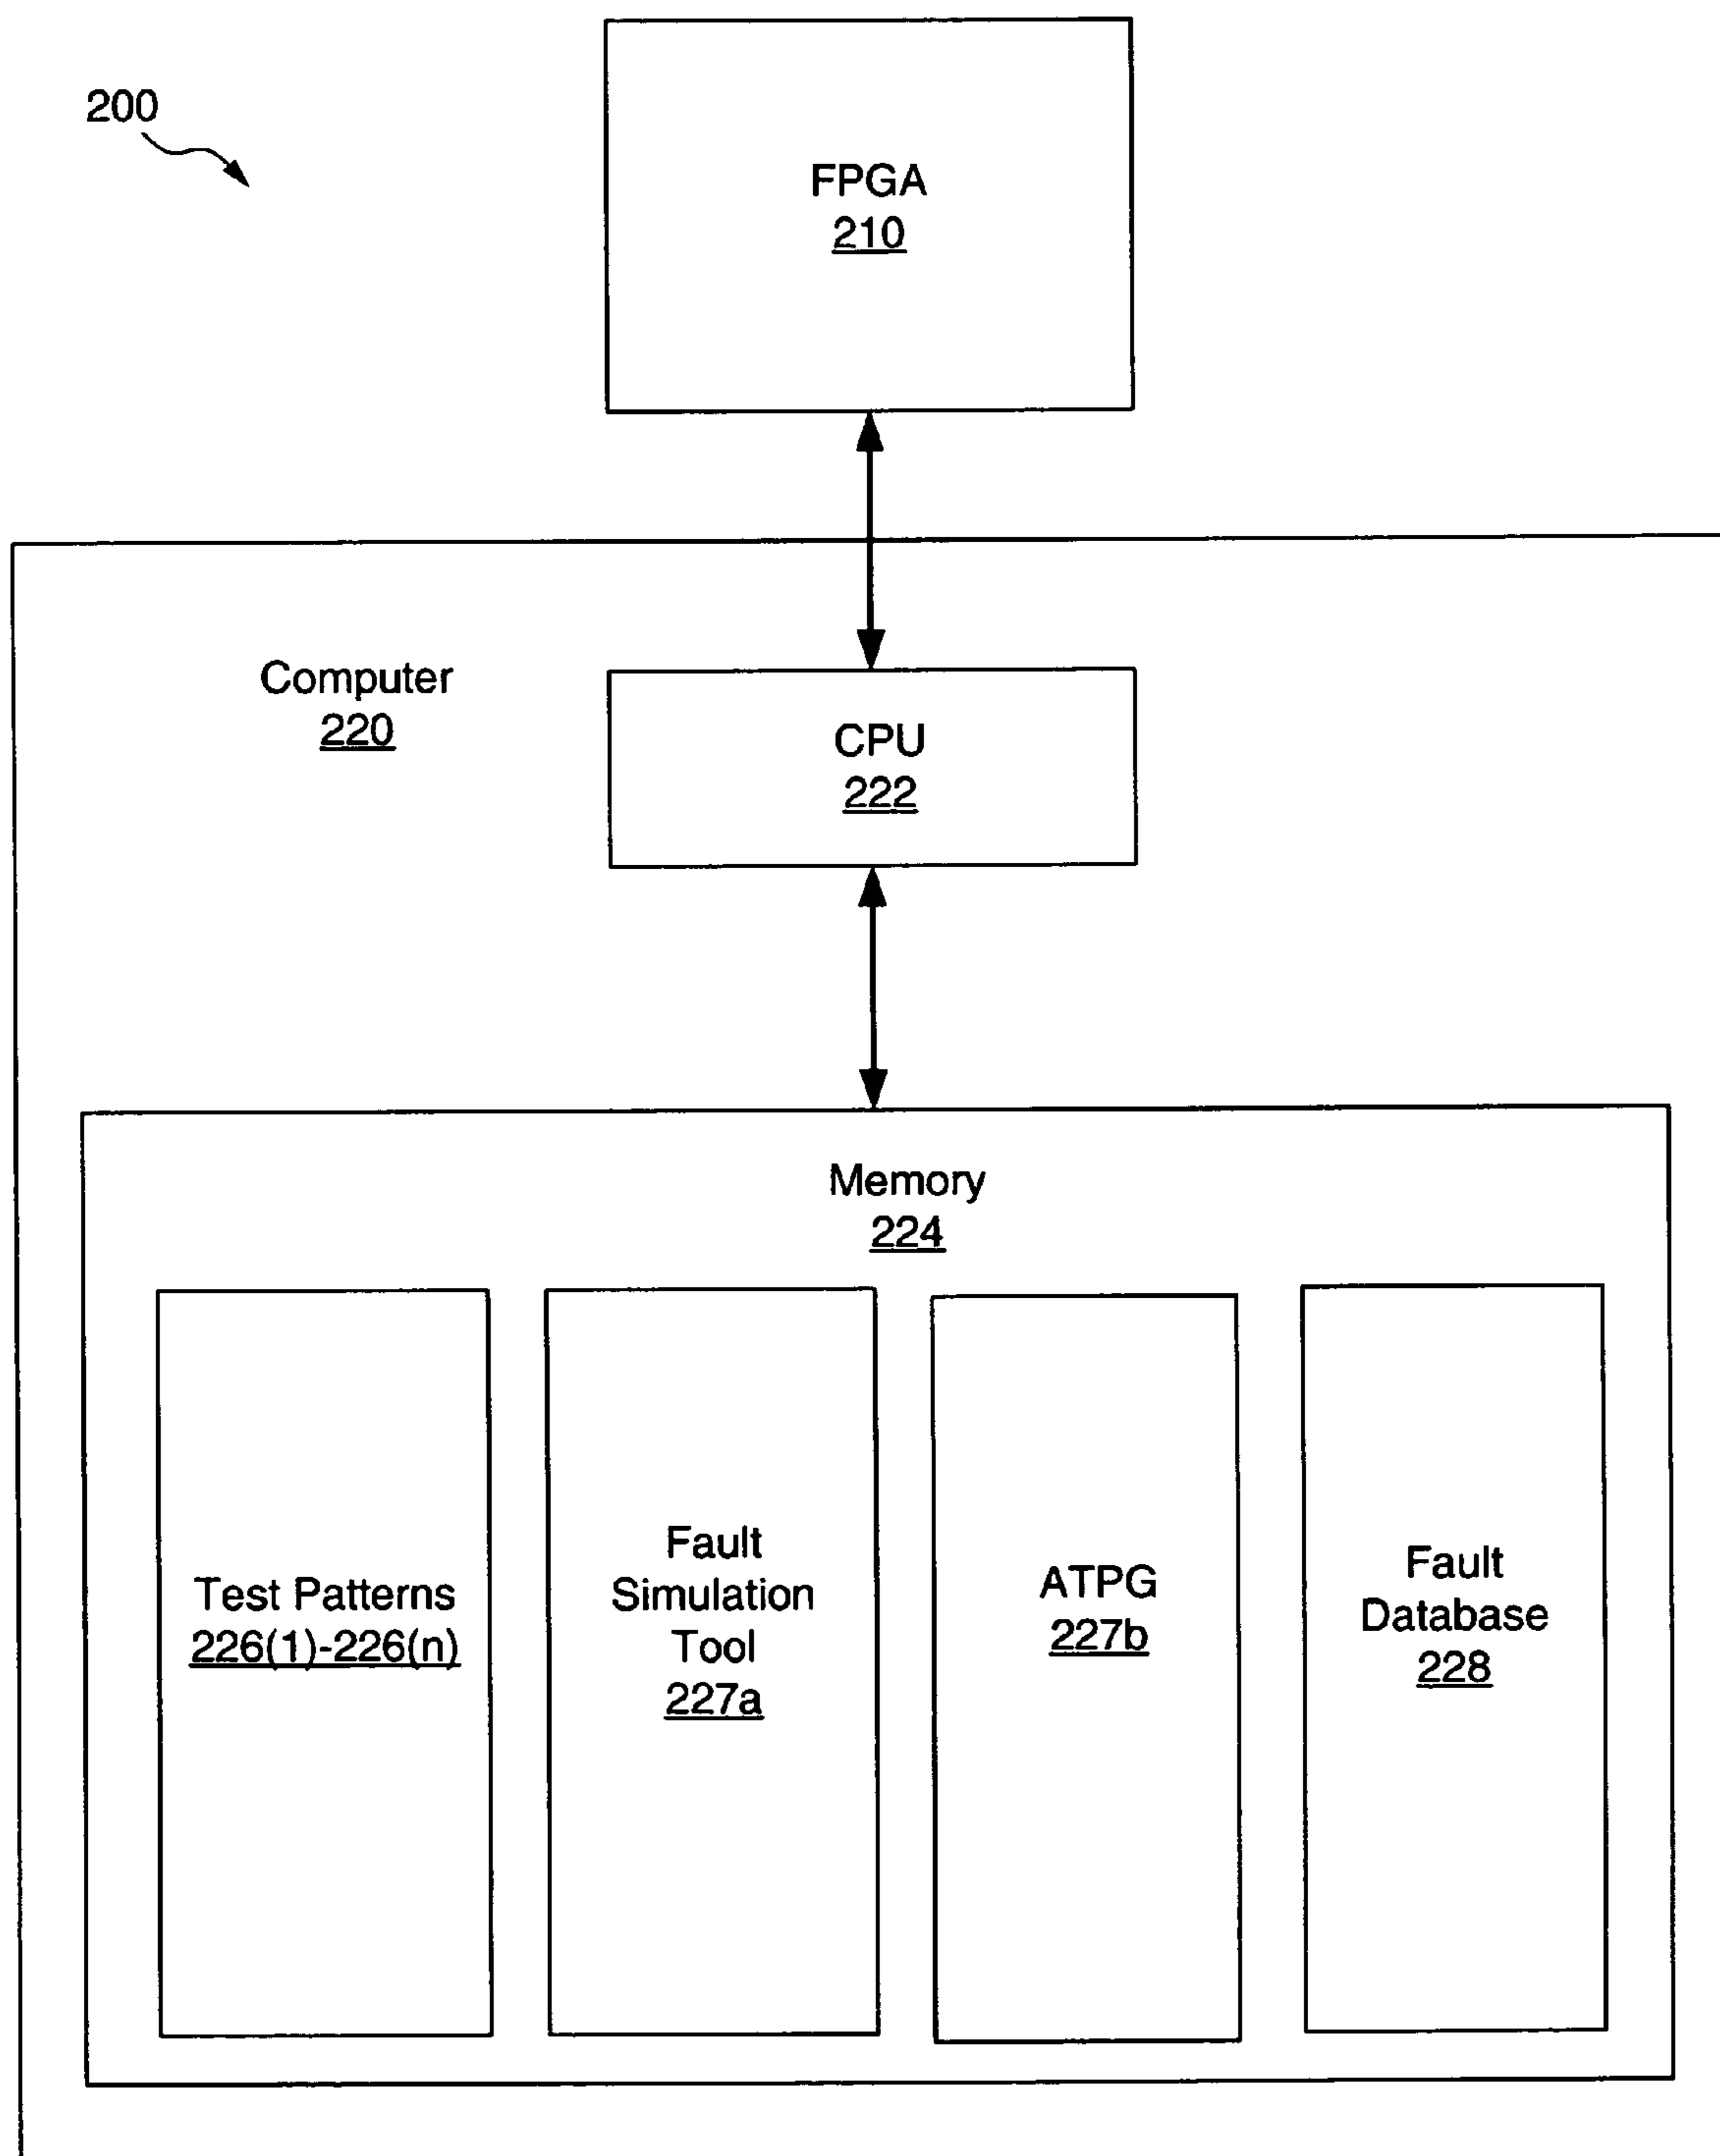 200
FPGA
210
Computer
220
CPU
222
Memory
224
Test Patterns
226(1)-226(n)
Fault
Simulation
Tool
227a
ATPG
227b
Fault
Database
228